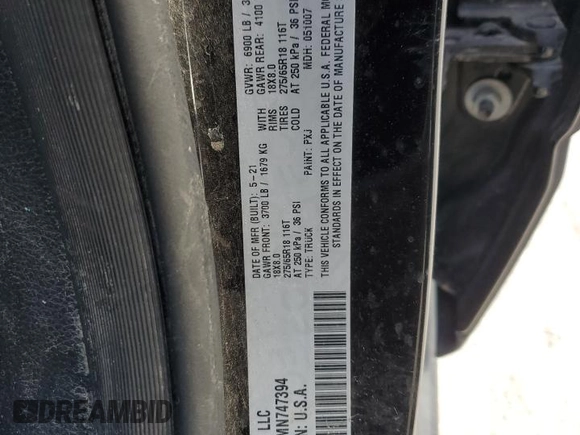 LLC
MN747394
N: U.S.A.
DATE OF MFR (BUILT): 5-21 GVWR: 6900 LB / 3
GAWR FRONT: 3700 LB / 1679 KG WITH GAWR REAR: 4100
18X8.0 RIMS 18X8.0
275/65R18 116T TIRES 275/65R18 116T
AT 250 kPa / 36 PSI COLD AT 250 kPa / 36 PSI
TYPE: TRUCK PAINT: PXJ MDH: 051007
THIS VEHICLE CONFORMS TO ALL APPLICABLE U.S.A. FEDERAL M
STANDARDS IN EFFECT ON THE DATE OF MANUFACTURE
DREAMBID